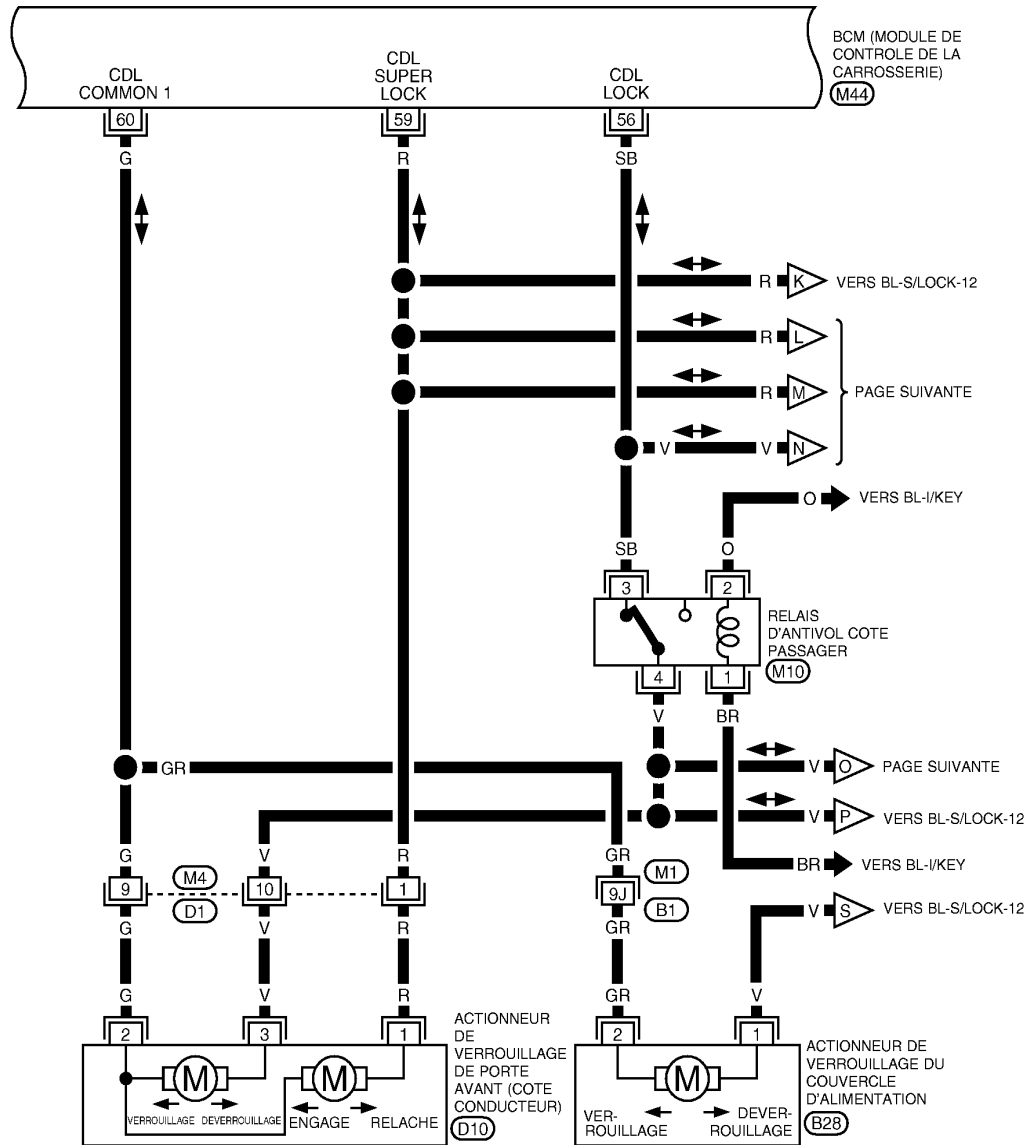 BCM (MODULE DE
CONTROLE DE LA
CARROSSERIE)
M44
CDL
COMMON 1
CDL
SUPER
LOCK
CDL
LOCK
60
59
56
G
R
SB
R
K
VERS BL-S/LOCK-12
R
L
R
M
PAGE SUIVANTE
V
V
N
O
VERS BL-I/KEY
SB
O
3
2
RELAIS
D'ANTIVOL COTE
PASSAGER
M10
4
1
V
BR
GR
V
O
PAGE SUIVANTE
V
P
VERS BL-S/LOCK-12
G
V
R
GR
BR
VERS BL-I/KEY
9
M4
10
1
9J
M1
D1
B1
V
S
VERS BL-S/LOCK-12
G
V
R
GR
G
V
R
GR
V
2
3
1
2
1
ACTIONNEUR
DE
VERROUILLAGE
DE PORTE
AVANT (COTE
CONDUCTEUR)
D10
ACTIONNEUR DE
VERROUILLAGE DU
COUVERCLE
D'ALIMENTATION
B28
M
M
M
VERROUILLAGE
DEVERROUILLAGE
ENGAGE
RELACHE
VER-
ROUILLAGE
DEVER-
ROUILLAGE